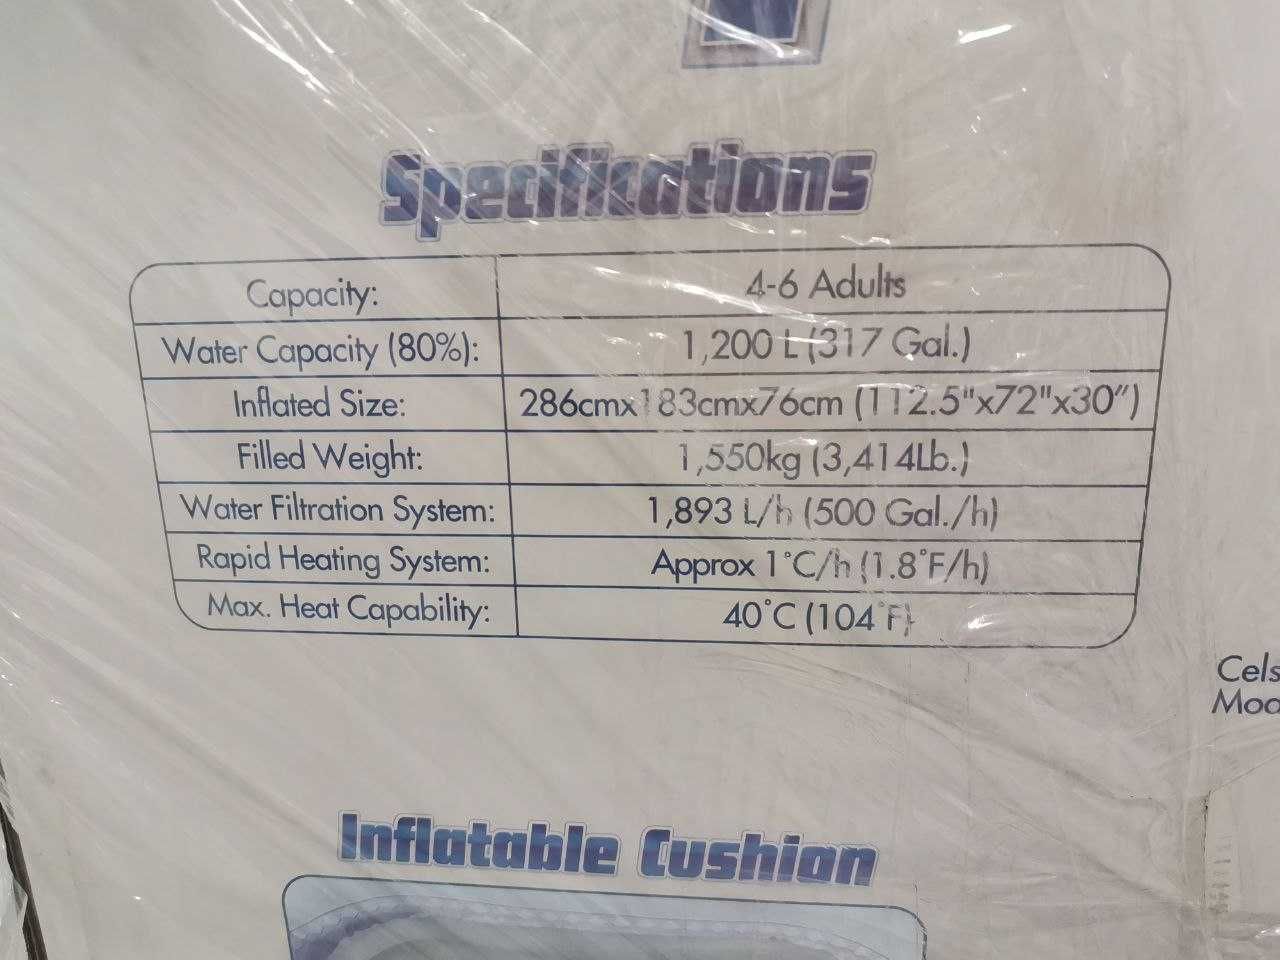 Specifications
Capacity: 4-6 Adults
Water Capacity (80%): 1,200 L (317 Gal.)
Inflated Size: 286cmx183cmx76cm (112.5"x72"x30")
Filled Weight: 1,550kg (3,414Lb.)
Water Filtration System: 1,893 L/h (500 Gal./h)
Rapid Heating System: Approx 1°C/h (1.8°F/h)
Max. Heat Capability: 40°C (104°F)
Cels
Inflatable Cushion